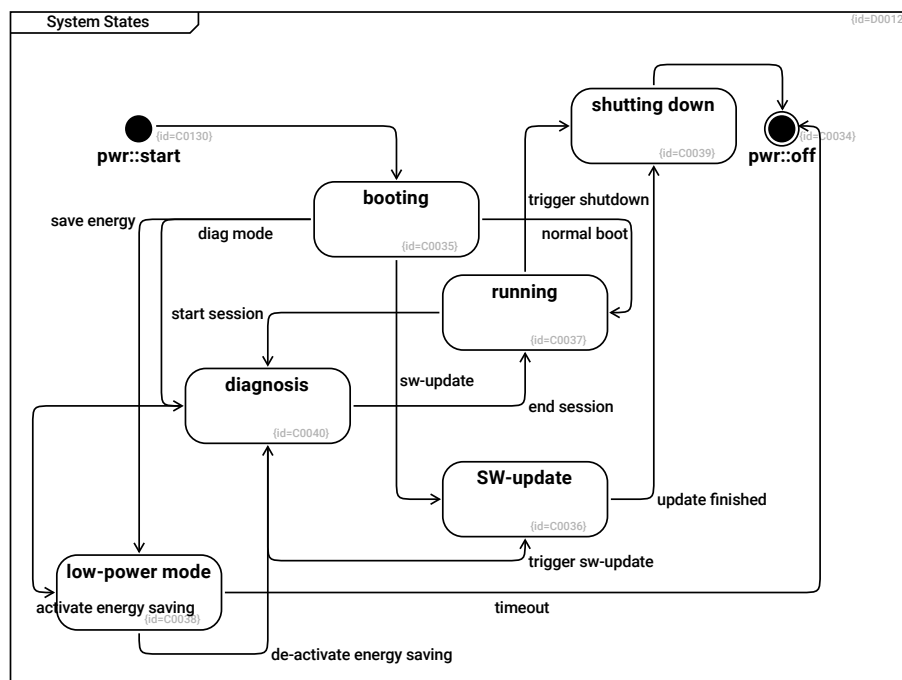 System States
{id=D0012
shutting down
{id=C0039}
{id=C0130}
pwr::start
{id=C0034}
pwr::off
booting
{id=C0035}
trigger shutdown
save energy
diag mode
normal boot
running
{id=C0037}
start session
diagnosis
{id=C0040}
sw-update
end session
SW-update
{id=C0036}
update finished
trigger sw-update
low-power mode
activate energy saving
{id=C0038}
timeout
de-activate energy saving